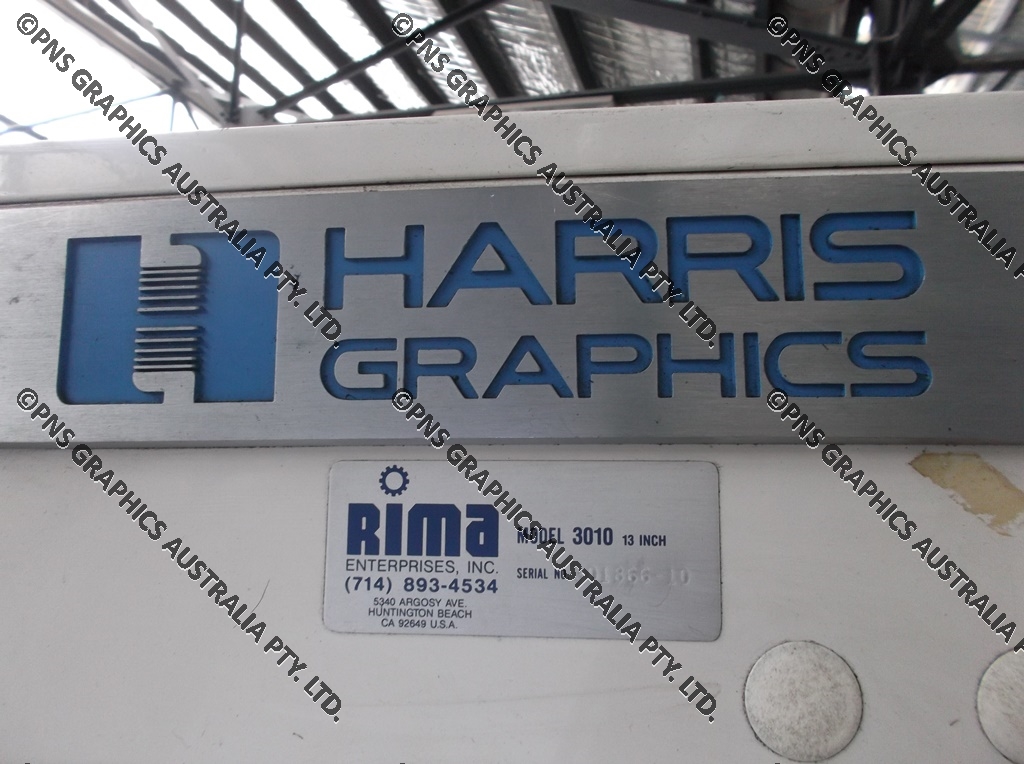 HARRIS
GRAPHICS
RIMA
ENTERPRISES, INC.
(714) 893-4534
5340 ARGOSY AVE.
HUNTINGTON BEACH
CA 92649 U.S.A.
MODEL 3010 13 INCH
SERIAL NO.
©PNS GRAPHICS AUSTRALIA PTY. LTD.
©PNS GRAPHICS AUSTRALIA PTY. LTD.
©PNS GRAPHICS AUSTRALIA PTY. LTD.
©PNS GRAPHICS AUSTRALIA PTY. LTD.
©PNS GRAPHICS AUSTRALIA
©PNS GRAPHICS AUSTRALIA